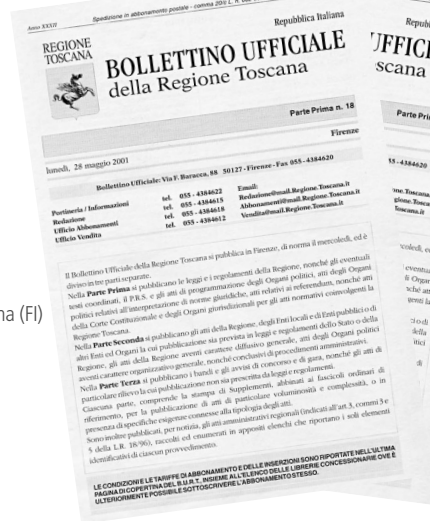 Anno XXXII
Spedizione in abbonamento postale - comma 20/c L. n.
Repubblica Italiana
REGIONE
TOSCANA
BOLLETTINO UFFICIALE
della Regione Toscana
Parte Prima n. 18
Firenze
lunedì, 28 maggio 2001
Bollettino Ufficiale: Via F. Baracca, 88 50127 - Firenze - Fax 055-4384620
Portineria / Informazioni tel. 055 - 4384622
Redazione tel. 055 - 4384615
Ufficio Abbonamenti tel. 055 - 4384618
Ufficio Vendita tel. 055 - 4384612
Email:
Redazione@mail.Regione.Toscana.it
Abbonamenti@mail.Regione.Toscana.it
Vendita@mail.Regione.Toscana.it
Il Bollettino Ufficiale della Regione Toscana si pubblica in Firenze, di norma il mercoledì, ed è
diviso in tre parti separate.
Nella Parte Prima si pubblicano le leggi e i regolamenti della Regione, nonché gli eventuali
testi coordinati, il P.R.S. e gli atti di programmazione degli Organi politici, atti degli Organi
politici relativi all'interpretazione di norme giuridiche, atti relativi ai referendum, nonché atti
della Corte Costituzionale e degli Organi giurisdizionali per gli atti normativi coinvolgenti la
Regione Toscana.
Nella Parte Seconda si pubblicano gli atti della Regione, degli Enti locali e di Enti pubblici o di
altri Enti ed Organi la cui pubblicazione sia prevista in leggi e regolamenti dello Stato o della
Regione, gli atti della Regione aventi carattere diffusivo generale, atti degli Organi politici
aventi carattere organizzativo generale, nonché conclusivi di procedimenti amministrativi.
Nella Parte Terza si pubblicano i bandi e gli avvisi di concorso e di gara, nonché gli atti di
particolare rilievo la cui pubblicazione non sia prescritta da leggi e regolamenti.
Ciascuna parte, comprende la stampa di Supplementi, abbinati ai fascicoli ordinari di
riferimento, per la pubblicazione di atti di particolare voluminosità e complessità, o in
presenza di specifiche esigenze connesse alla tipologia degli atti.
Sono inoltre pubblicati, per notizia, gli atti amministrativi regionali (indicati all'art 3, commi 3 e
5 della L.R. 18/96), raccolti ed enumerati in appositi elenchi che riportano i soli elementi
identificativi di ciascun provvedimento.
LE CONDIZIONI E LE TARIFFE DI ABBONAMENTO E DELLE INSERZIONI SONO RIPORTATE NELL'ULTIMA
PAGINA DI COPERTINA DEL B.U.R.T., INSIEME ALL'ELENCO DELLE LIBRERIE CONCESSIONARIE OVE È
ULTERIORMENTE POSSIBILE SOTTOSCRIVERE L'ABBONAMENTO STESSO.
na (FI)
Repubb
UFFICI
scana
Parte Pri
55-4384620
one.Toscana.
gione.Tosca
Toscana.it